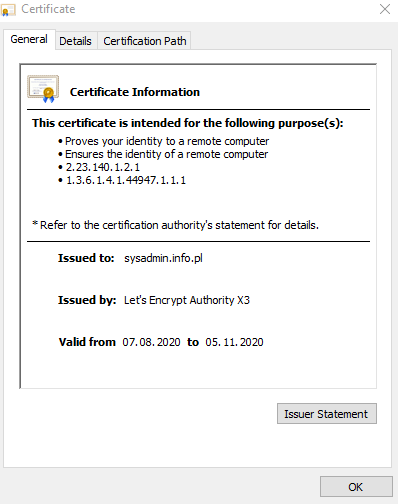 Certificate
General Details Certification Path
Certificate Information
This certificate is intended for the following purpose(s):
• Proves your identity to a remote computer
• Ensures the identity of a remote computer
• 2.23.140.1.2.1
• 1.3.6.1.4.1.44947.1.1.1
* Refer to the certification authority's statement for details.
Issued to: sysadmin.info.pl
Issued by: Let's Encrypt Authority X3
Valid from 07.08.2020 to 05.11.2020
Issuer Statement
OK